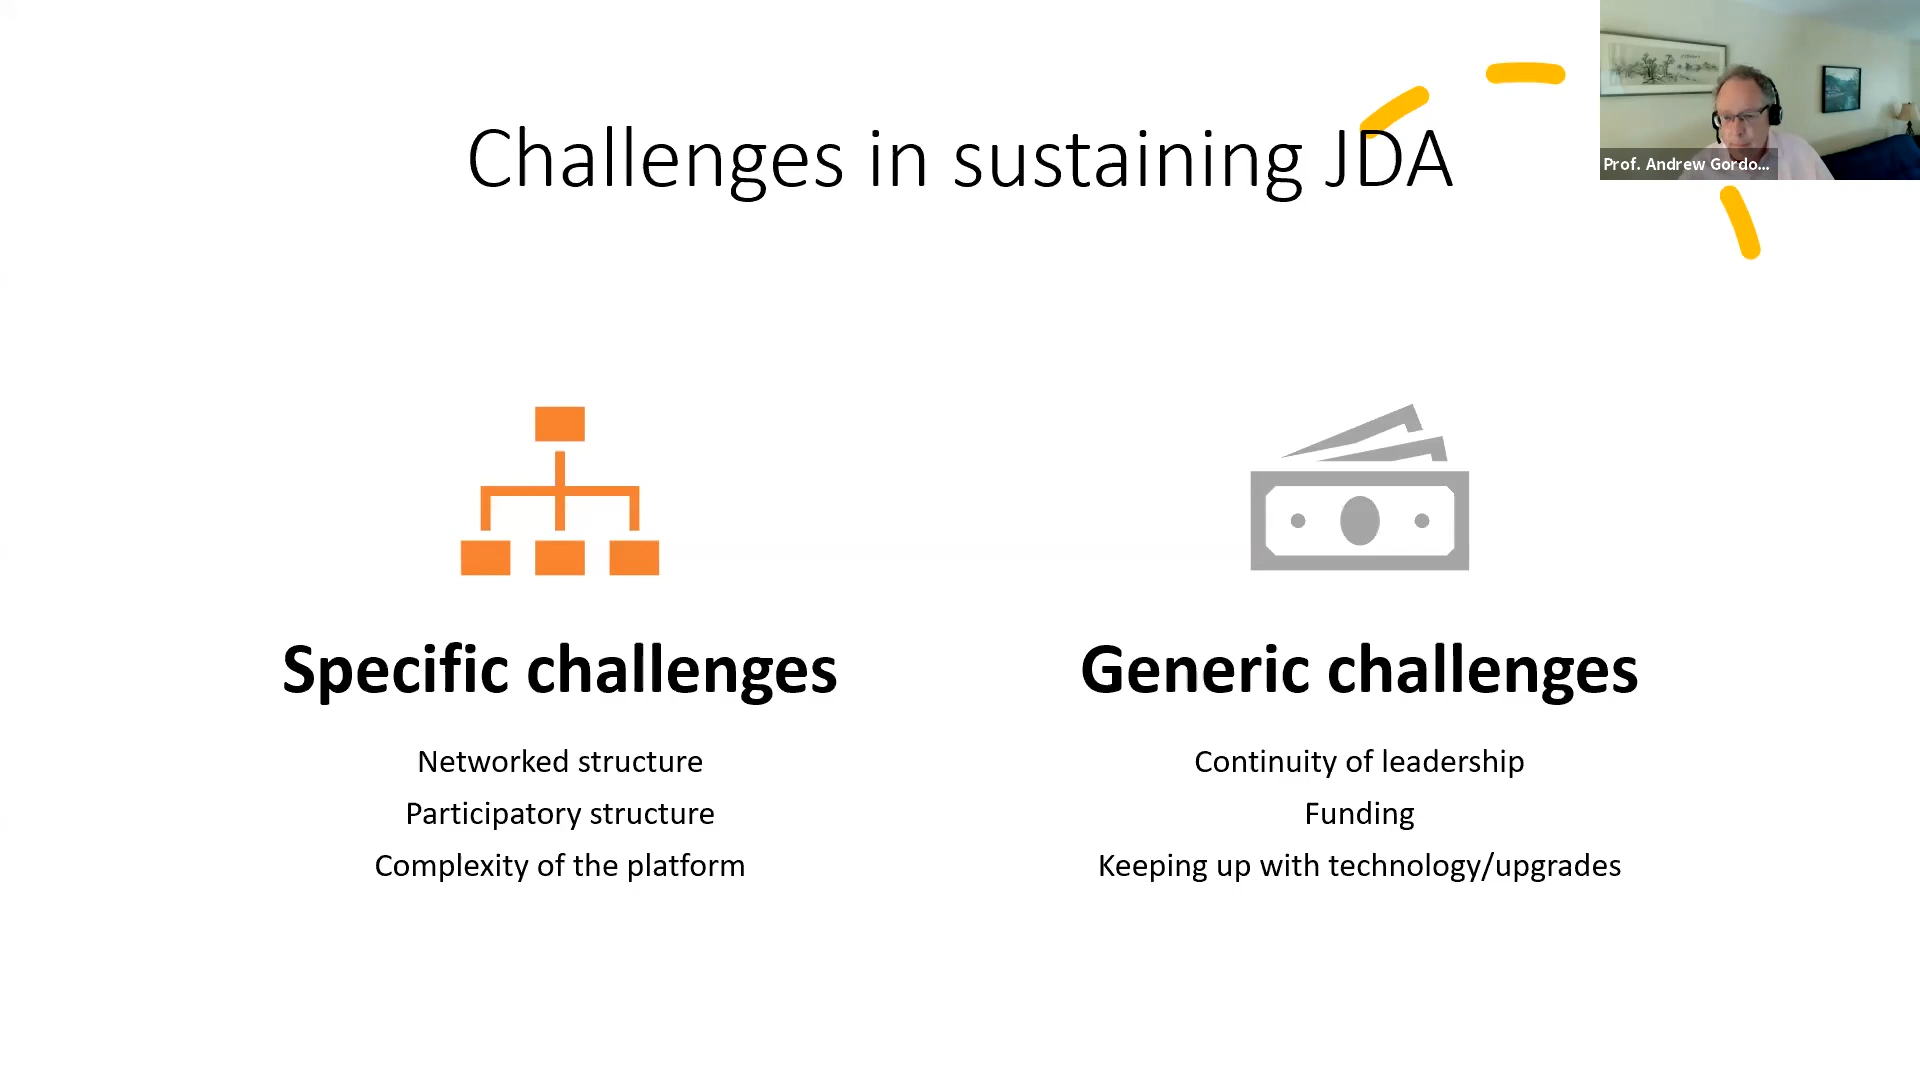 Challenges in sustaining JDA
Prof. Andrew Gordo...
Specific challenges
Networked structure
Participatory structure
Complexity of the platform
Generic challenges
Continuity of leadership
Funding
Keeping up with technology/upgrades